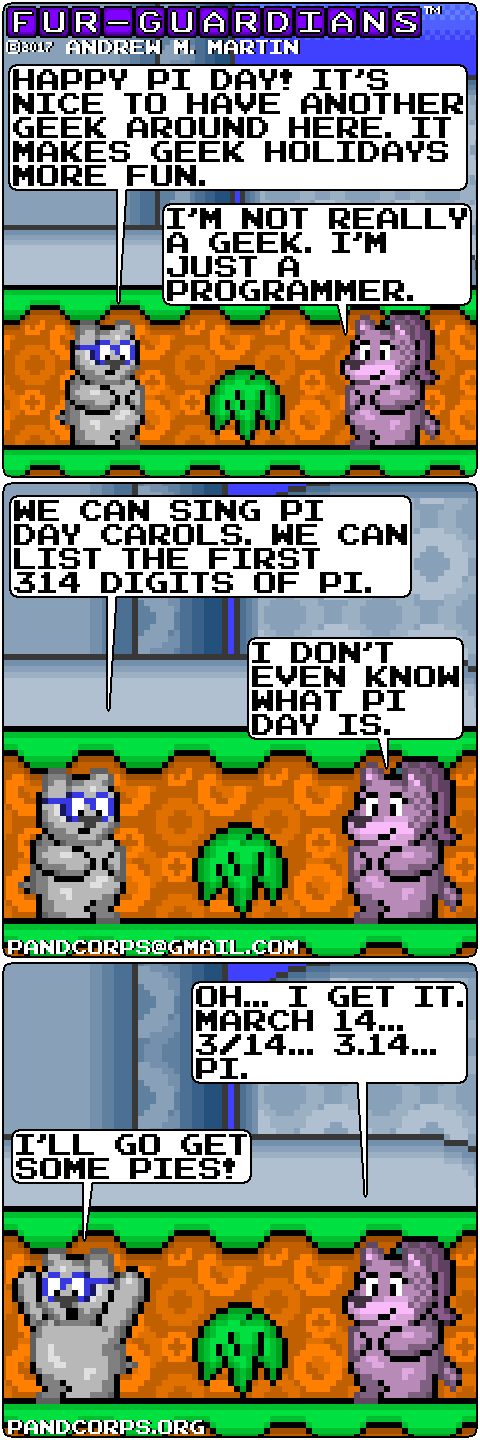 FUR-GUARDIANS™
©2017 ANDREW M. MARTIN
HAPPY PI DAY! IT'S
NICE TO HAVE ANOTHER
GEEK AROUND HERE. IT
MAKES GEEK HOLIDAYS
MORE FUN.
I'M NOT REALLY
A GEEK. I'M
JUST A
PROGRAMMER.
WE CAN SING PI
DAY CAROLS. WE CAN
LIST THE FIRST
314 DIGITS OF PI.
I DON'T
EVEN KNOW
WHAT PI
DAY IS.
PANDCORPS@GMAIL.COM
OH... I GET IT.
MARCH 14...
3/14... 3.14...
PI.
I'LL GO GET
SOME PIES!
PANDCORPS.ORG